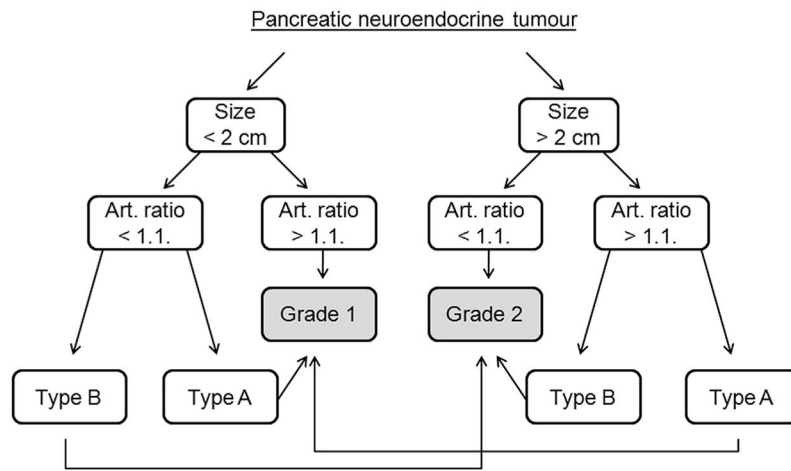 Pancreatic neuroendocrine tumour
Size
< 2 cm
Size
> 2 cm
Art. ratio
< 1.1.
Art. ratio
> 1.1.
Art. ratio
< 1.1.
Art. ratio
> 1.1.
Grade 1
Grade 2
Type B
Type A
Type B
Type A